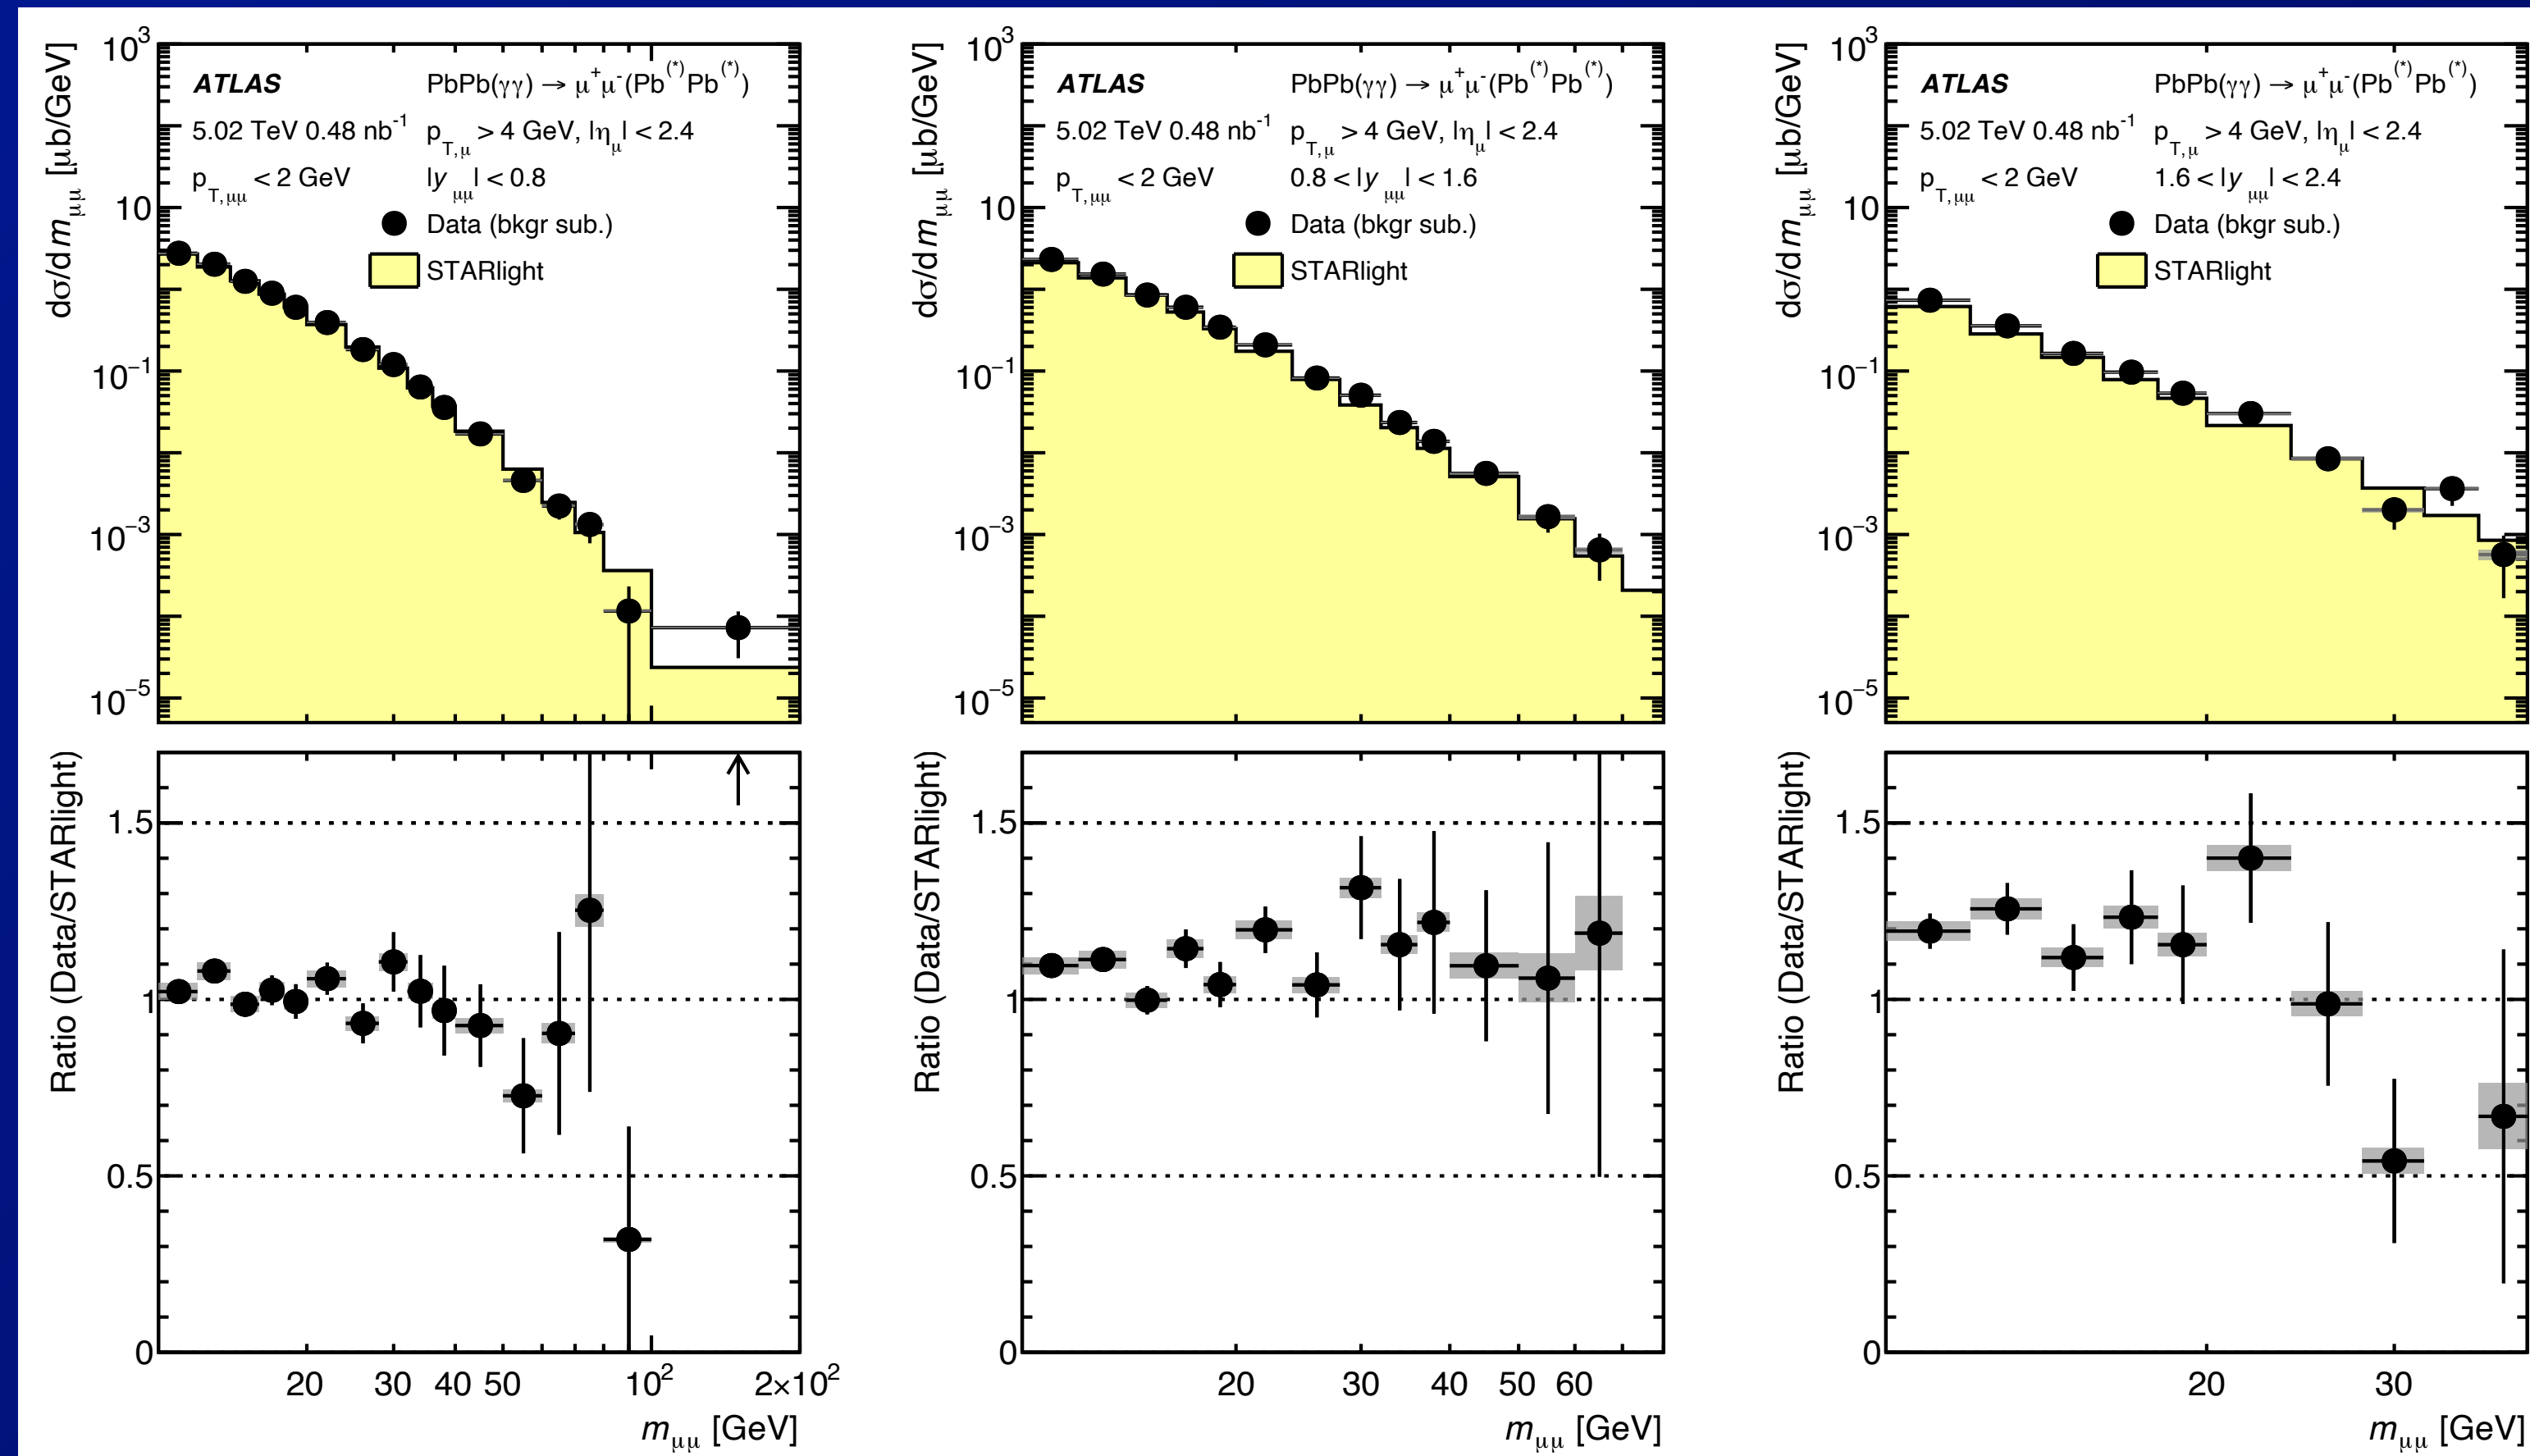 ATLAS PbPb(γγ) → μ⁺μ⁻(Pb⁽*⁾Pb⁽*⁾)
5.02 TeV 0.48 nb⁻¹ p_T,μ > 4 GeV, |η_μ| < 2.4
p_T,μμ < 2 GeV |y_μμ| < 0.8
Data (bkgr sub.)
STARlight
dσ/dm_μμ [μb/GeV]
10³
10
10⁻¹
10⁻³
10⁻⁵
Ratio (Data/STARlight)
1.5
1
0.5
0
20 30 40 50 10² 2×10²
m_μμ [GeV]
ATLAS PbPb(γγ) → μ⁺μ⁻(Pb⁽*⁾Pb⁽*⁾)
5.02 TeV 0.48 nb⁻¹ p_T,μ > 4 GeV, |η_μ| < 2.4
p_T,μμ < 2 GeV 0.8 < |y_μμ| < 1.6
Data (bkgr sub.)
STARlight
dσ/dm_μμ [μb/GeV]
10³
10
10⁻¹
10⁻³
10⁻⁵
Ratio (Data/STARlight)
1.5
1
0.5
0
20 30 40 50 60
m_μμ [GeV]
ATLAS PbPb(γγ) → μ⁺μ⁻(Pb⁽*⁾Pb⁽*⁾)
5.02 TeV 0.48 nb⁻¹ p_T,μ > 4 GeV, |η_μ| < 2.4
p_T,μμ < 2 GeV 1.6 < |y_μμ| < 2.4
Data (bkgr sub.)
STARlight
dσ/dm_μμ [μb/GeV]
10³
10
10⁻¹
10⁻³
10⁻⁵
Ratio (Data/STARlight)
1.5
1
0.5
0
20 30
m_μμ [GeV]